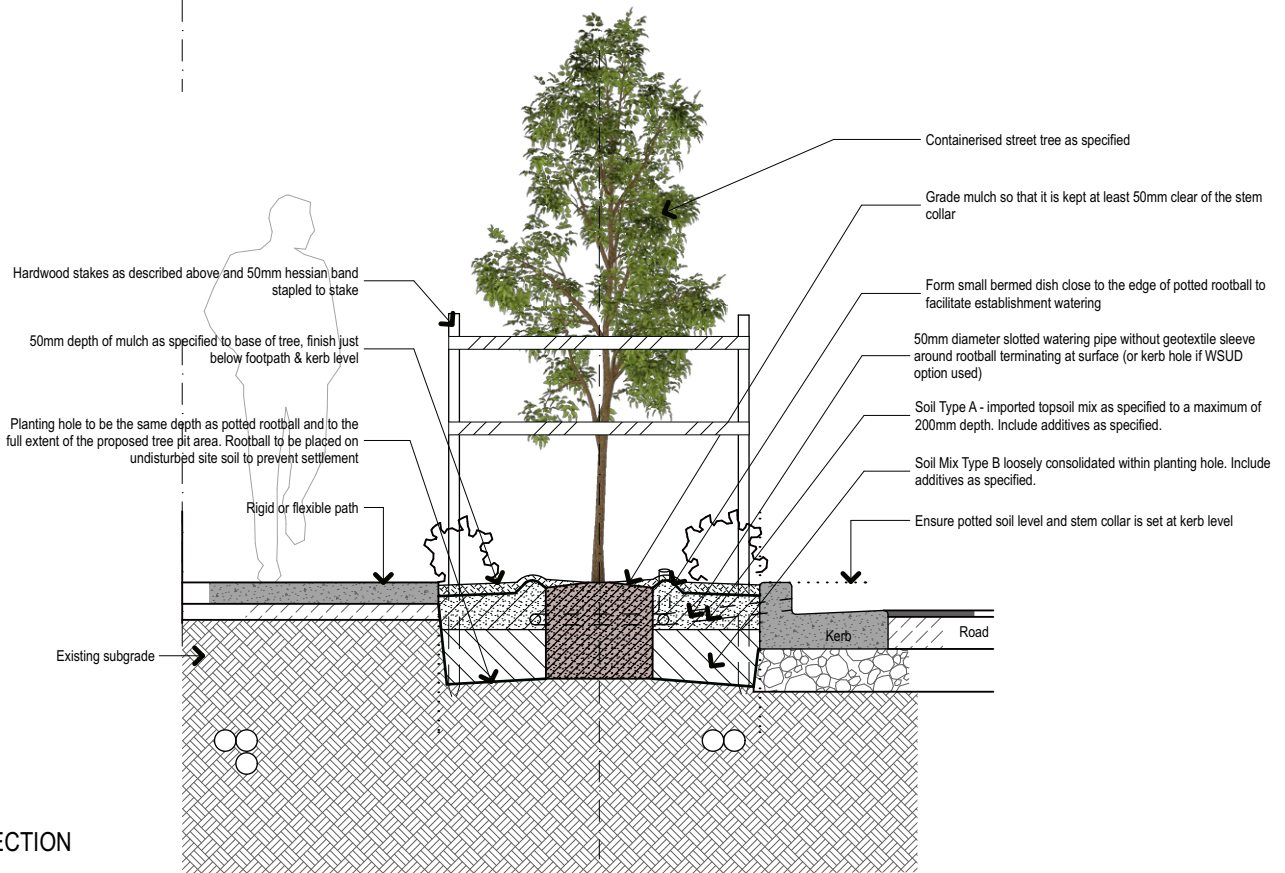 Containerised street tree as specified
Grade mulch so that it is kept at least 50mm clear of the stem
collar
Hardwood stakes as described above and 50mm hessian band
stapled to stake
Form small bermed dish close to the edge of potted rootball to
facilitate establishment watering
50mm depth of mulch as specified to base of tree, finish just
below footpath & kerb level
50mm diameter slotted watering pipe without geotextile sleeve
around rootball terminating at surface (or kerb hole if WSUD
option used)
Planting hole to be the same depth as potted rootball and to the
full extent of the proposed tree pit area. Rootball to be placed on
undisturbed site soil to prevent settlement
Soil Type A - imported topsoil mix as specified to a maximum of
200mm depth. Include additives as specified.
Soil Mix Type B loosely consolidated within planting hole. Include
additives as specified.
Rigid or flexible path
Ensure potted soil level and stem collar is set at kerb level
Kerb
Road
Existing subgrade
ECTION